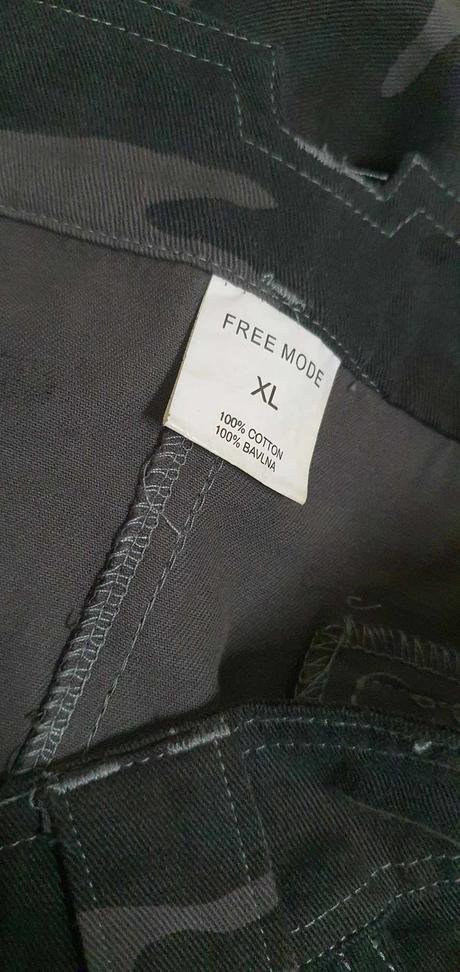 FREE MODE
XL
100% COTTON
100% BAVLNA